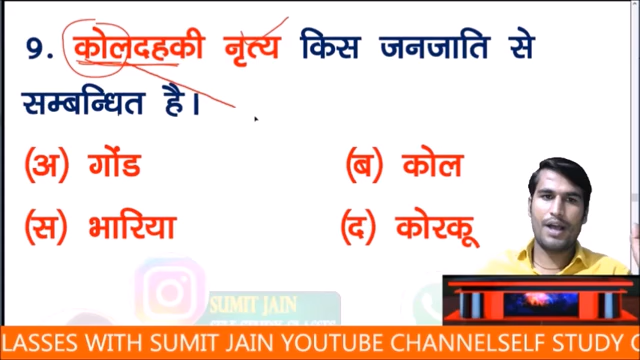 9. कोलदहकी नृत्य किस जनजाति से
सम्बन्धित है।
(अ) गोंड (ब) कोल
(स) भारिया (द) कोरकू
SUMIT JAIN
LASSES WITH SUMIT JAIN YOUTUBE CHANNELSELF STUDY C